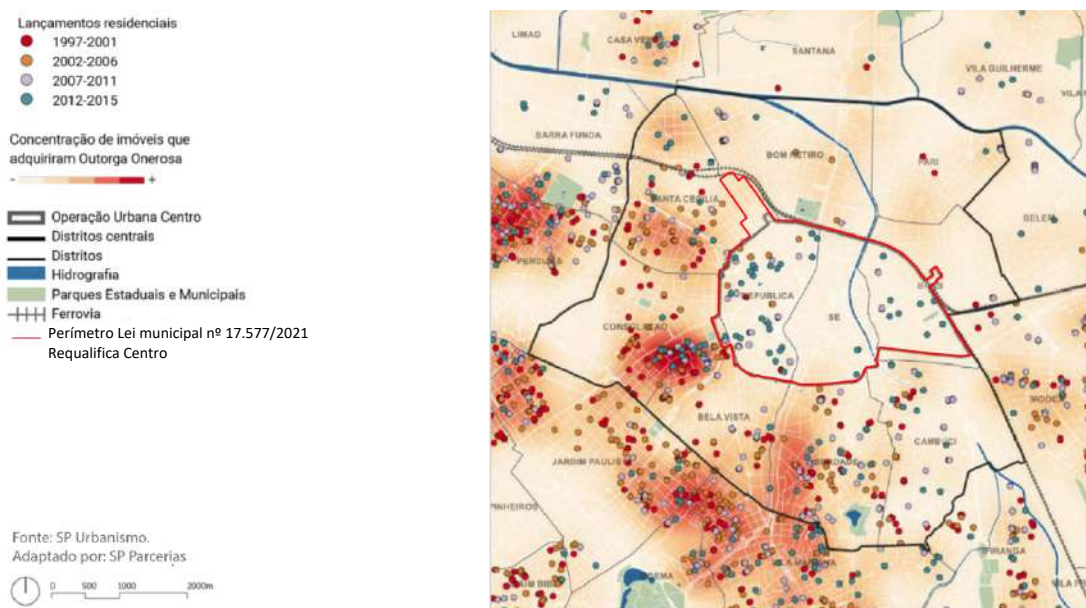 Lançamentos residenciais
1997-2001
2002-2006
2007-2011
2012-2015
Concentração de imóveis que
adquiriram Outorga Onerosa
- +
Operação Urbana Centro
Distritos centrais
Distritos
Hidrografia
Parques Estaduais e Municipais
Ferrovia
Perímetro Lei municipal nº 17.577/2021
Requalifica Centro
Fonte: SP Urbanismo.
Adaptado por: SP Parcerias
0 500 1000 2000m
LIMAO
CASA VERDE
SANTANA
VILA GUILHERME
BARRA FUNDA
BOM RETIRO
PARI
SANTA CECILIA
BELEM
PERDIZES
BRAS
REPUBLICA
SE
CONSOLACAO
MOOCA
BELA VISTA
CAMBUCI
JARDIM PAULIST
LIBERDADE
PINHEIROS
VILA MARIANA
IPIRANGA